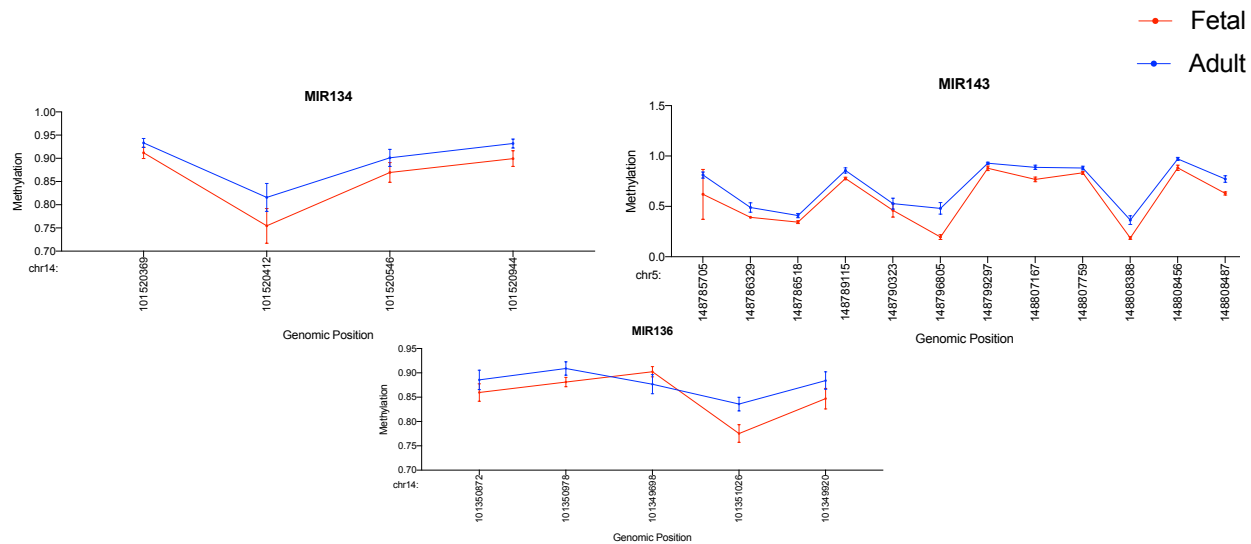 Fetal
Adult
MIR134
1.00
0.95
0.90
0.85
0.80
0.75
0.70
Methylation
chr14:
101520369
101520412
101520546
101520944
Genomic Position
MIR143
1.5
1.0
0.5
0.0
Methylation
chr5:
148785705
148786329
148786518
148789115
148790323
148796805
148799297
148807167
148807759
148808388
148808456
148808487
Genomic Position
MIR136
0.95
0.90
0.85
0.80
0.75
0.70
Methylation
chr14:
101350872
101350978
101349698
101351026
101349920
Genomic Position